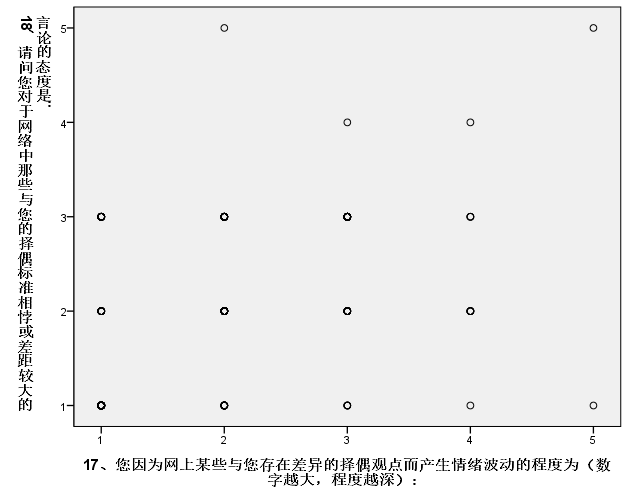 18、请问您对于网络中那些与您的择偶标准相悖或差距较大的
言论的态度是：
5
4
3
2
1
1 2 3 4 5
17、您因为网上某些与您存在差异的择偶观点而产生情绪波动的程度为（数
字越大，程度越深）：